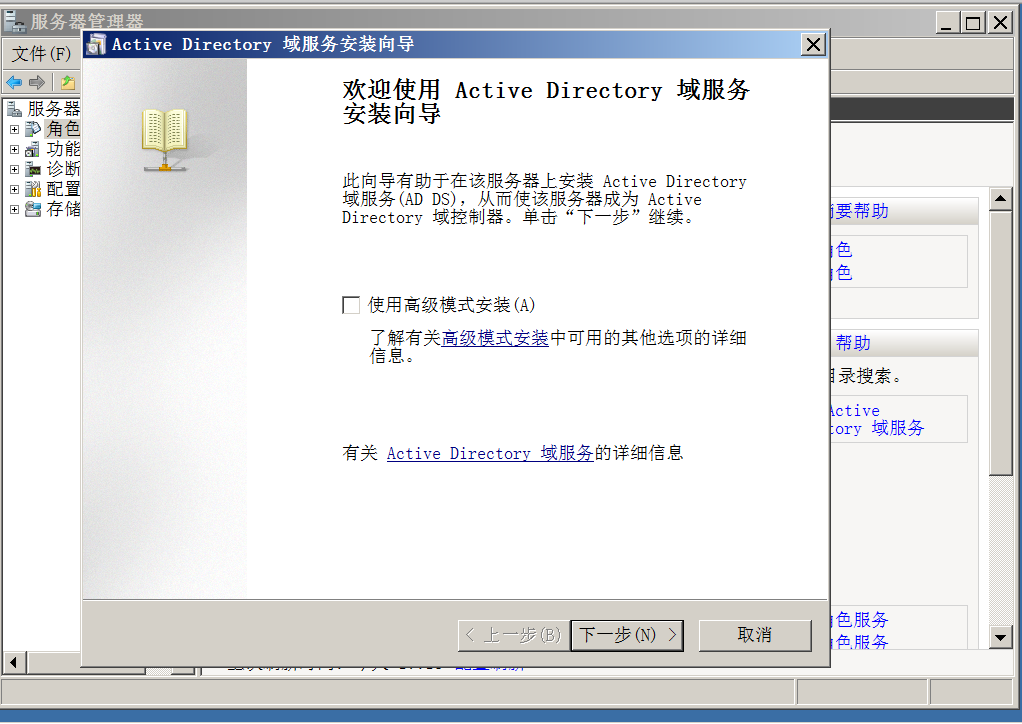 服务器管理器
Active Directory 域服务安装向导
文件(F)
服务器
角色
功能
诊断
配置
存储
欢迎使用 Active Directory 域服务
安装向导
此向导有助于在该服务器上安装 Active Directory
域服务(AD DS)，从而使该服务器成为 Active
Directory 域控制器。单击“下一步”继续。
使用高级模式安装(A)
了解有关高级模式安装中可用的其他选项的详细
信息。
有关 Active Directory 域服务的详细信息
< 上一步(B)
下一步(N) >
取消
要帮助
色
色
帮助
录搜索。
Active
tory 域服务
色服务
色服务